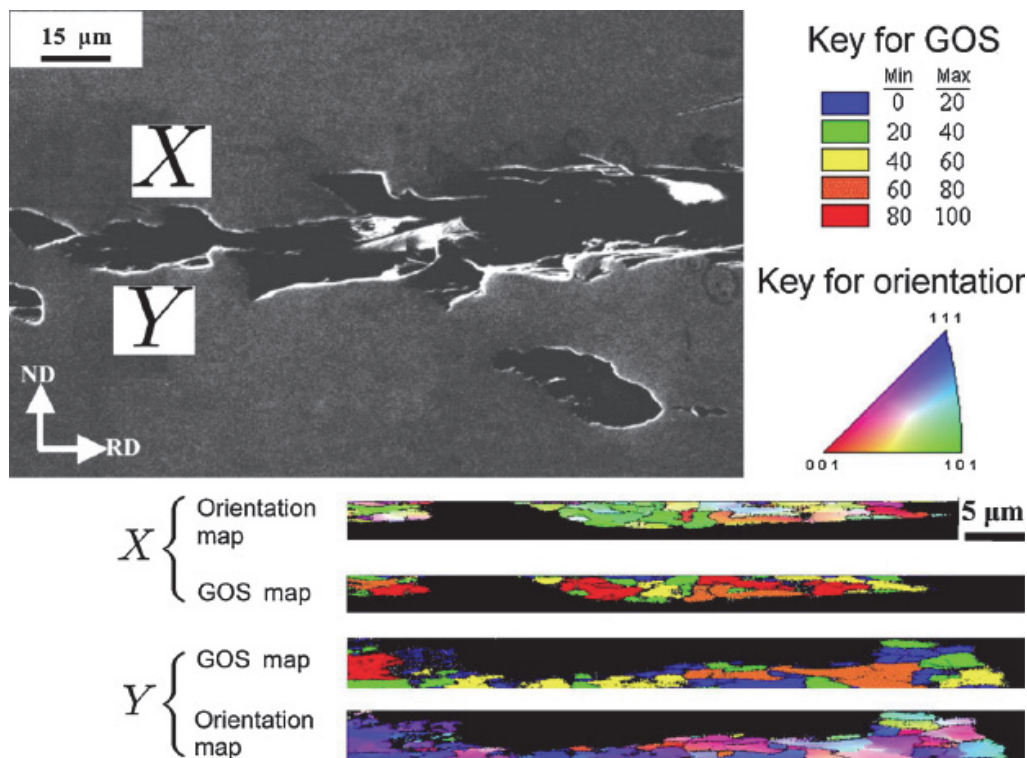 15 μm
X
Y
ND
RD
Key for GOS
Min Max
0 20
20 40
40 60
60 80
80 100
Key for orientation
111
001 101
X
Orientation map
GOS map
5 μm
Y
GOS map
Orientation map